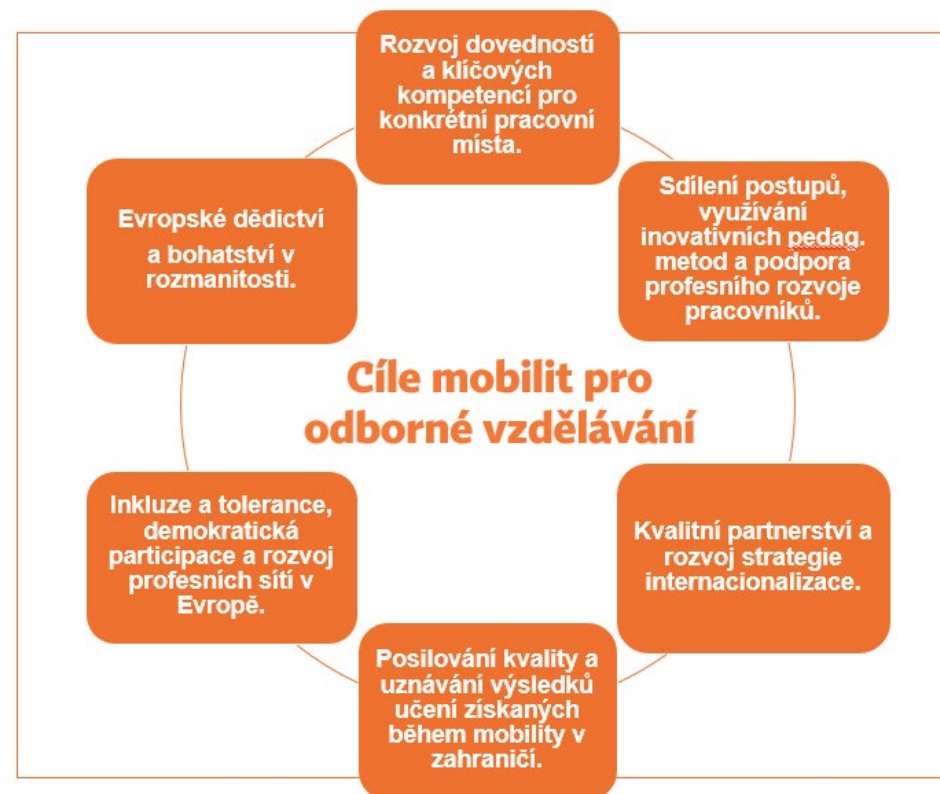 Rozvoj dovedností
a klíčových
kompetencí pro
konkrétní pracovní
místa.
Sdílení postupů,
využívání
inovativních pedag.
metod a podpora
profesního rozvoje
pracovníků.
Kvalitní partnerství a
rozvoj strategie
internacionalizace.
Posilování kvality a
uznávání výsledků
učení získaných
během mobility v
zahraničí.
Inkluze a tolerance,
demokratická
participace a rozvoj
profesních sítí v
Evropě.
Evropské dědictví
a bohatství v
rozmanitosti.
Cíle mobilit pro
odborné vzdělávání